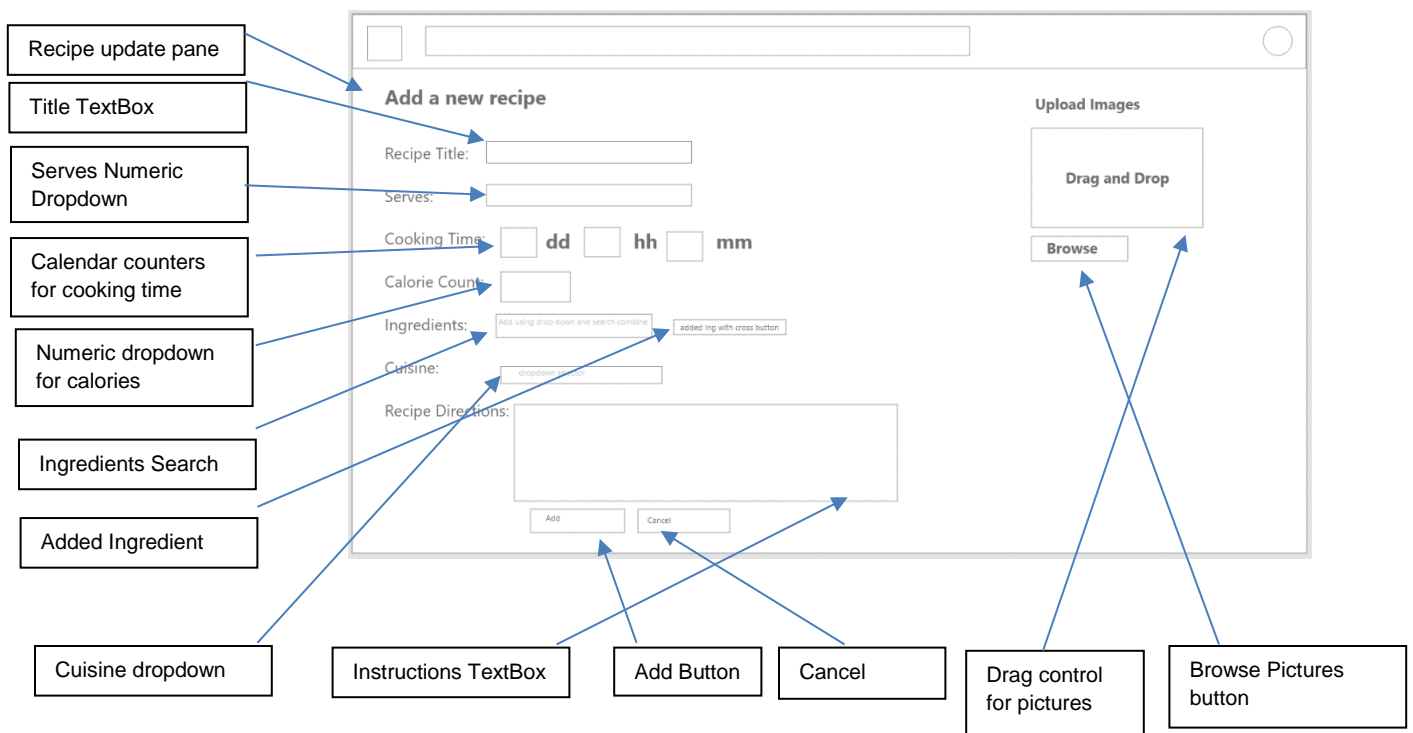 Recipe update pane
Title TextBox
Serves Numeric
Dropdown
Calendar counters
for cooking time
Numeric dropdown
for calories
Ingredients Search
Added Ingredient
Cuisine dropdown
Add a new recipe
Recipe Title:
Serves:
Cooking Time:
dd
hh
mm
Calorie Count:
Ingredients:
Add using drop down and search combine
added ing with cross button
Cuisine:
dropdown selector
Recipe Directions:
Add
Cancel
Upload Images
Drag and Drop
Browse
Instructions TextBox
Add Button
Cancel
Drag control
for pictures
Browse Pictures
button